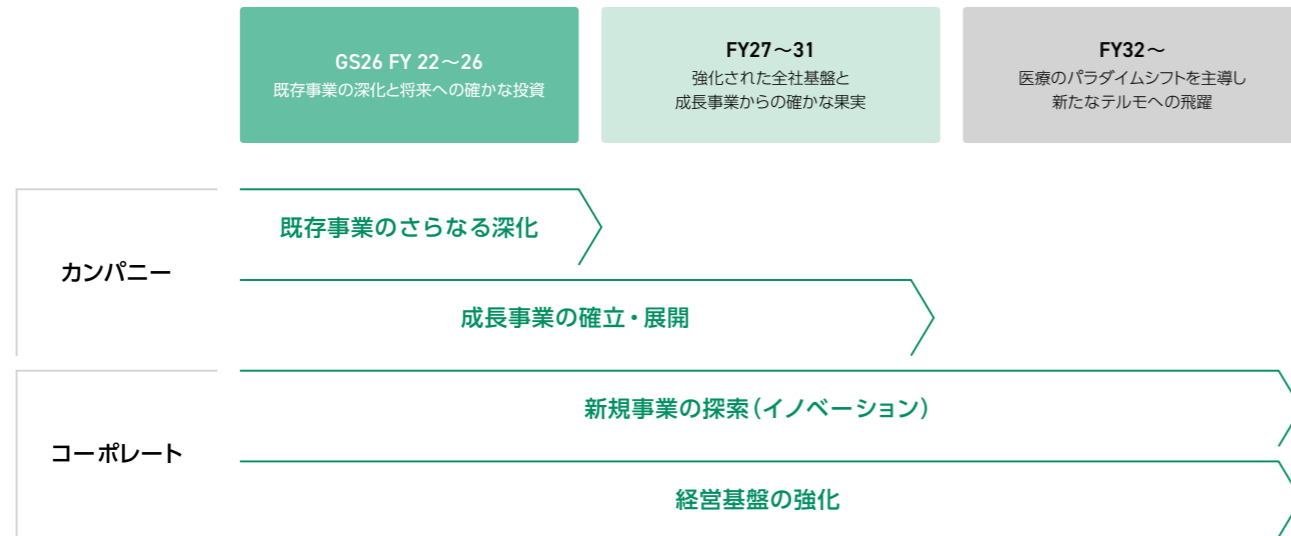 GS26 FY 22～26
既存事業の深化と将来への確かな投資
FY27～31
強化された全社基盤と
成長事業からの確かな果実
FY32～
医療のパラダイムシフトを主導し
新たなテルモへの飛躍
カンパニー
既存事業のさらなる深化
成長事業の確立・展開
コーポレート
新規事業の探索（イノベーション）
経営基盤の強化